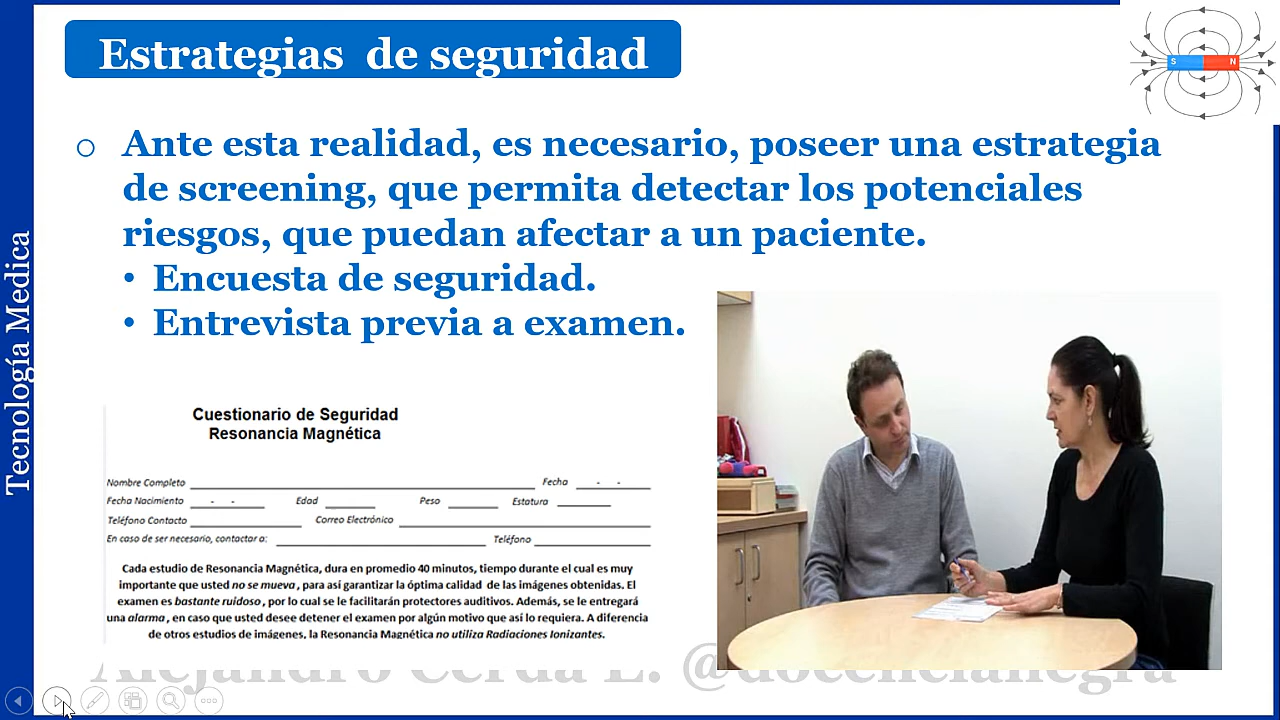 Estrategias de seguridad
S N
Ante esta realidad, es necesario, poseer una estrategia
de screening, que permita detectar los potenciales
riesgos, que puedan afectar a un paciente.
• Encuesta de seguridad.
• Entrevista previa a examen.
Tecnología Medica
Cuestionario de Seguridad
Resonancia Magnética
Nombre Completo Fecha - -
Fecha Nacimiento - - Edad Peso Estatura
Teléfono Contacto Correo Electrónico
En caso de ser necesario, contactar a: Teléfono
Cada estudio de Resonancia Magnética, dura en promedio 40 minutos, tiempo durante el cual es muy
importante que usted no se mueva, para así garantizar la óptima calidad de las imágenes obtenidas. El
examen es bastante ruidoso, por lo cual se le facilitarán protectores auditivos. Además, se le entregará
una alarma, en caso que usted desee detener el examen por algún motivo que así lo requiera. A diferencia
de otros estudios de imágenes, la Resonancia Magnética no utiliza Radiaciones Ionizantes.
Alejandro Cerda L. @docencianegra